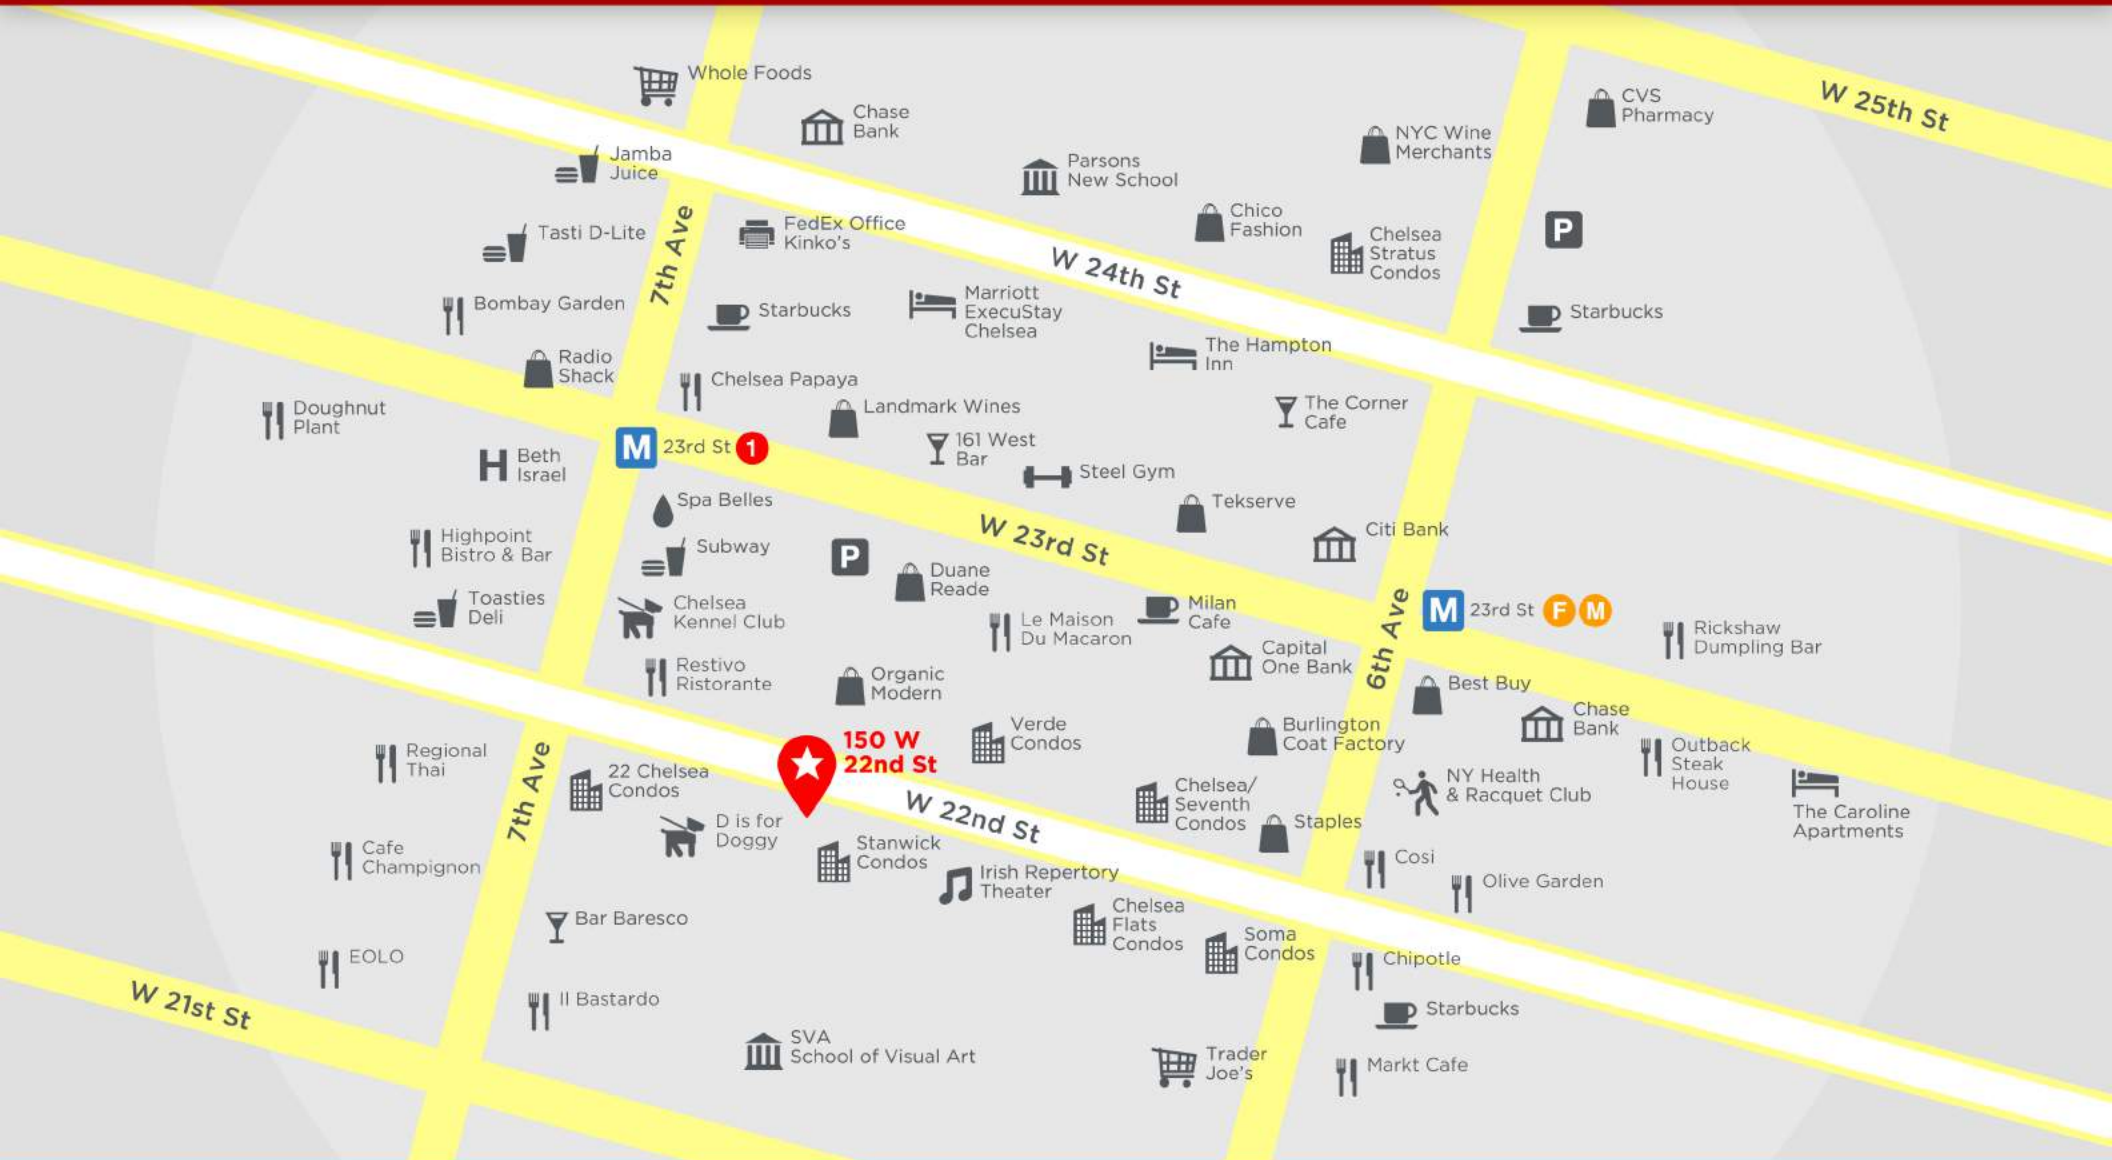 Whole Foods
Chase
Bank
CVS
Pharmacy
W 25th St
NYC Wine
Merchants
Jamba
Juice
Parsons
New School
Chico
Fashion
Tasti D-Lite
7th Ave
FedEx Office
Kinko's
P
Chelsea
Stratus
Condos
W 24th St
Bombay Garden
Starbucks
Marriott
ExecuStay
Chelsea
Starbucks
Radio
Shack
The Hampton
Inn
Chelsea Papaya
Doughnut
Plant
Landmark Wines
The Corner
Cafe
M 23rd St 1
161 West
Bar
H
Beth
Israel
Steel Gym
Spa Belles
Tekserve
Citi Bank
W 23rd St
Highpoint
Bistro & Bar
Subway
P
Duane
Reade
Toasties
Deli
Chelsea
Kennel Club
Le Maison
Du Macaron
Milan
Cafe
6th Ave
M 23rd St F M
Rickshaw
Dumpling Bar
Restivo
Ristorante
Organic
Modern
Capital
One Bank
Best Buy
Verde
Condos
Burlington
Coat Factory
Chase
Bank
150 W
22nd St
Outback
Steak
House
Regional
Thai
7th Ave
22 Chelsea
Condos
W 22nd St
Chelsea/
Seventh
Condos
NY Health
& Racquet Club
The Caroline
Apartments
D is for
Doggy
Staples
Stanwick
Condos
Cafe
Champignon
Irish Repertory
Theater
Cosi
Olive Garden
Bar Baresco
Chelsea
Flats
Condos
Soma
Condos
EOLO
Chipotle
W 21st St
Il Bastardo
Starbucks
SVA
School of Visual Art
Trader
Joe's
Markt Cafe